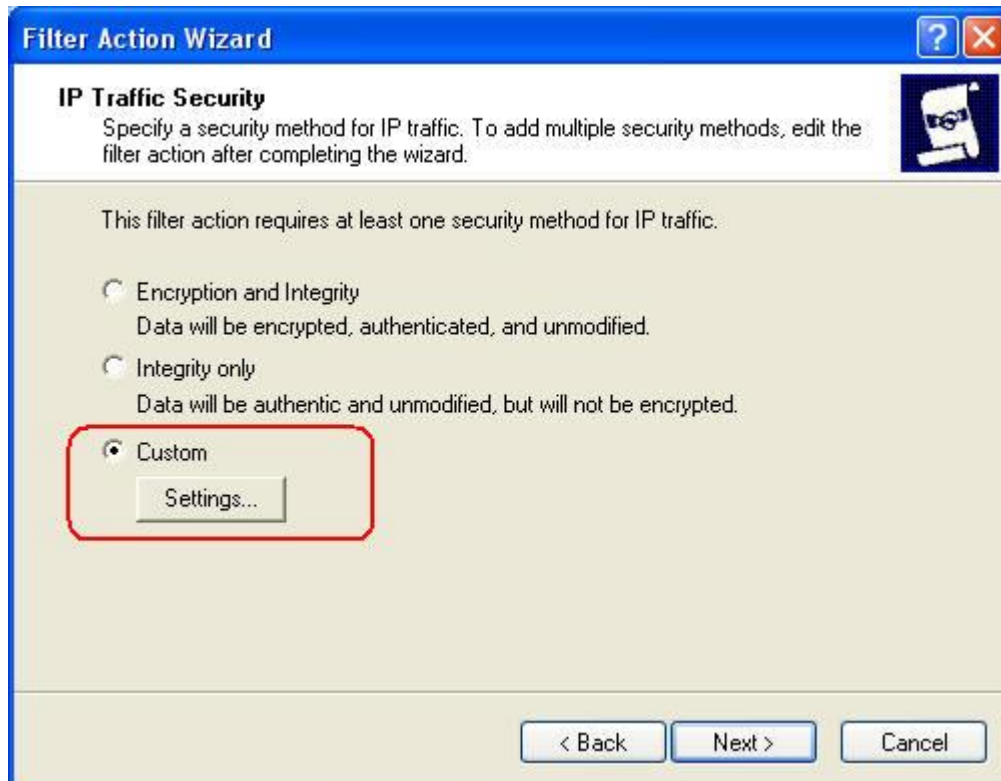 Filter Action Wizard
IP Traffic Security
Specify a security method for IP traffic. To add multiple security methods, edit the
filter action after completing the wizard.
This filter action requires at least one security method for IP traffic.
Encryption and Integrity
Data will be encrypted, authenticated, and unmodified.
Integrity only
Data will be authentic and unmodified, but will not be encrypted.
Custom
Settings...
< Back
Next >
Cancel